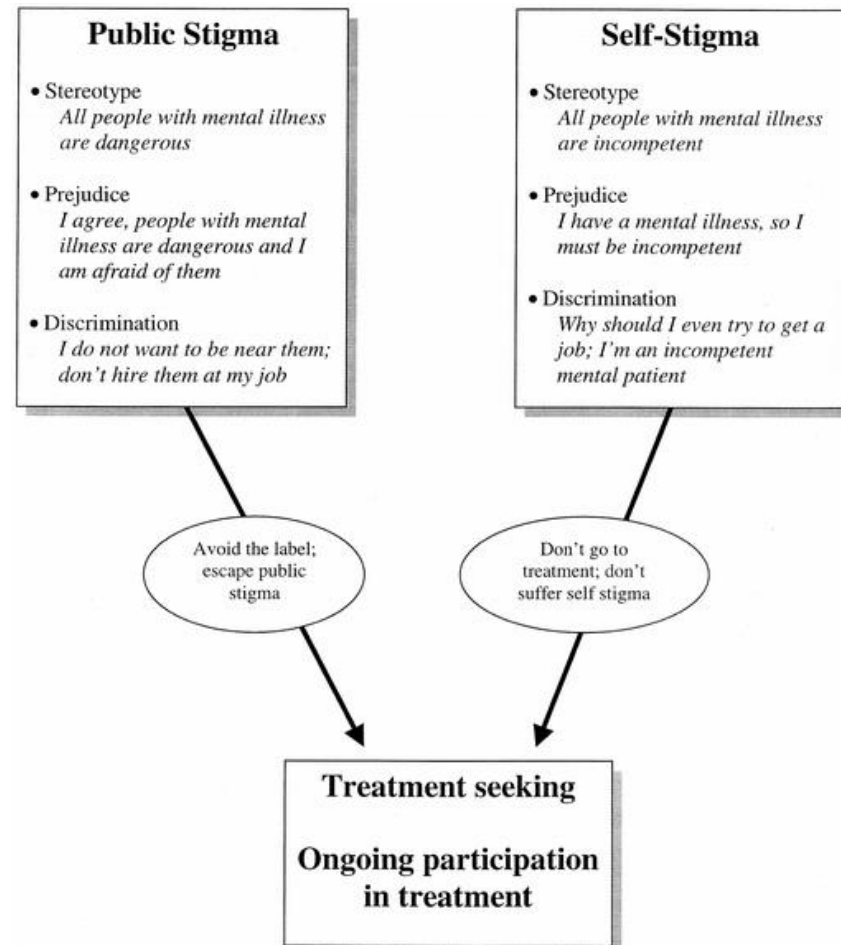 Public Stigma
• Stereotype
All people with mental illness
are dangerous
• Prejudice
I agree, people with mental
illness are dangerous and I
am afraid of them
• Discrimination
I do not want to be near them;
don't hire them at my job
Self-Stigma
• Stereotype
All people with mental illness
are incompetent
• Prejudice
I have a mental illness, so I
must be incompetent
• Discrimination
Why should I even try to get a
job; I'm an incompetent
mental patient
Avoid the label;
escape public
stigma
Don't go to
treatment; don't
suffer self stigma
Treatment seeking
Ongoing participation
in treatment